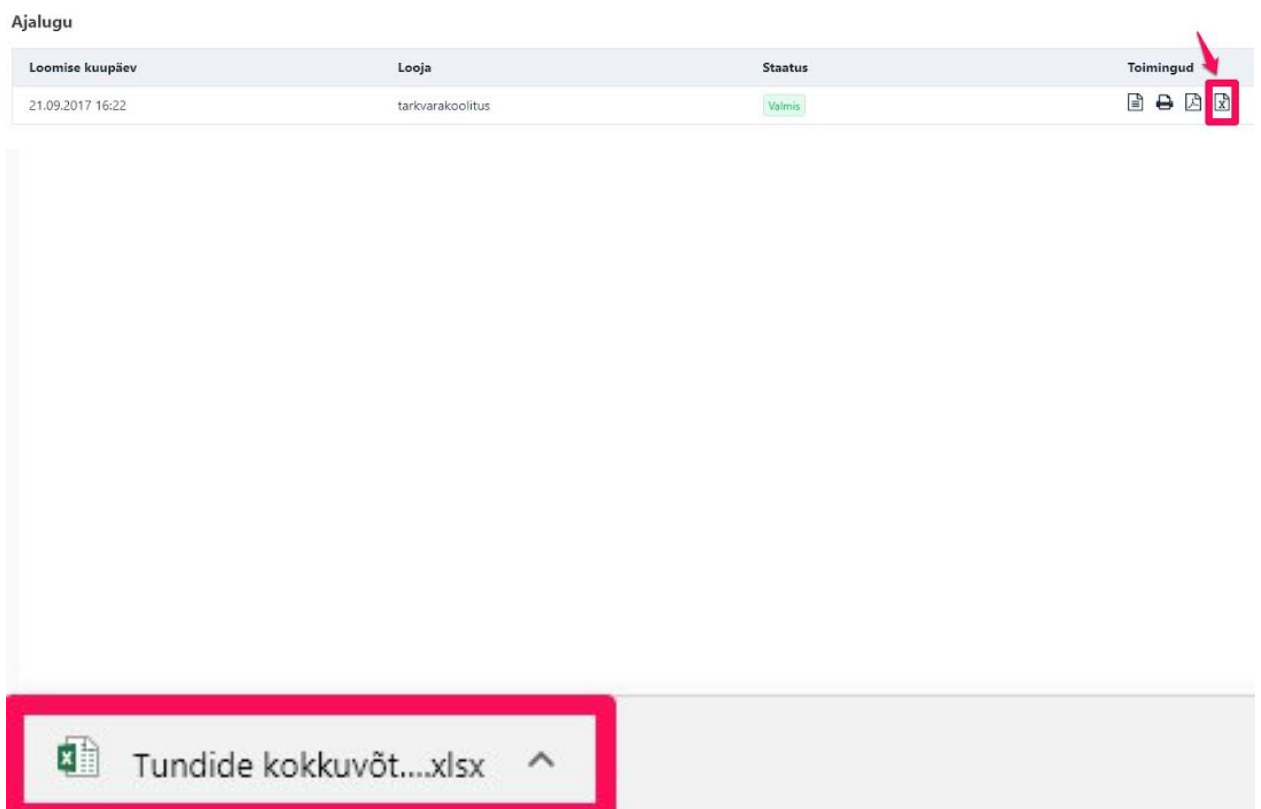 Ajalugu
Loomise kuupäev Looja Staatus Toimingud
21.09.2017 16:22 tarkvarakoolitus Valmis
Tundide kokkuvõt....xlsx